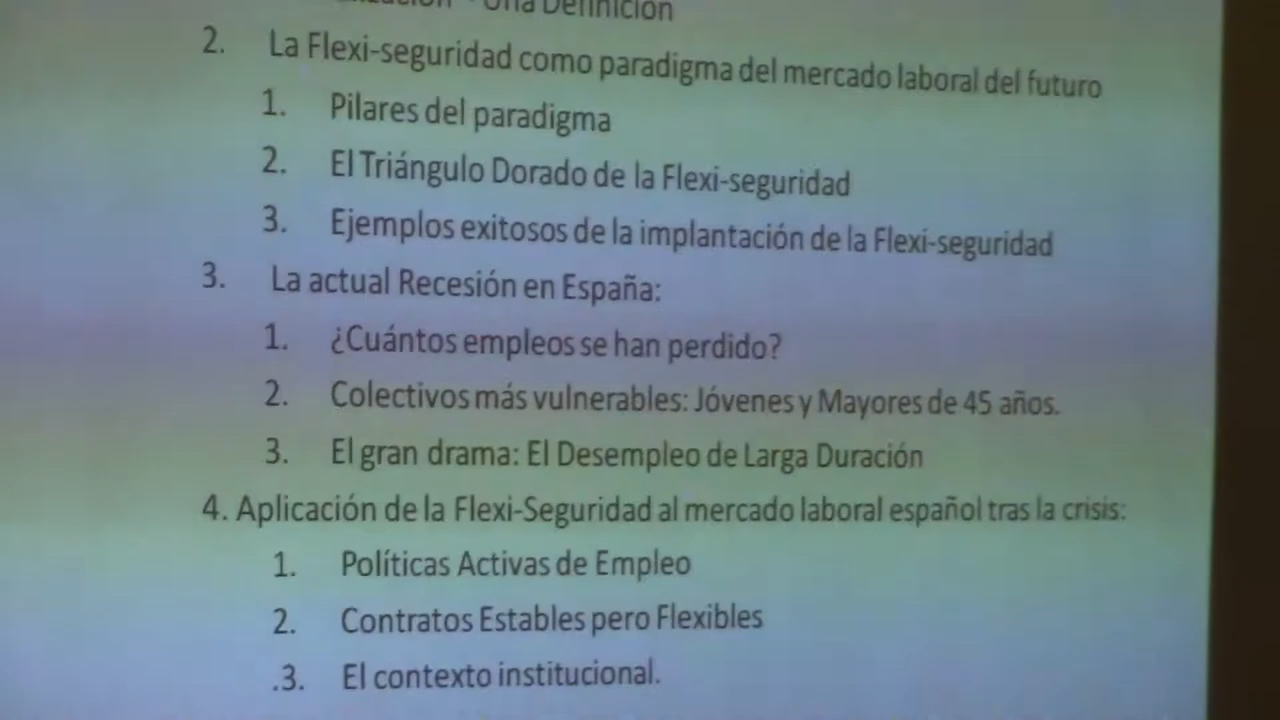 Una Definición
2. La Flexi-seguridad como paradigma del mercado laboral del futuro
1. Pilares del paradigma
2. El Triángulo Dorado de la Flexi-seguridad
3. Ejemplos exitosos de la implantación de la Flexi-seguridad
3. La actual Recesión en España:
1. ¿Cuántos empleos se han perdido?
2. Colectivos más vulnerables: Jóvenes y Mayores de 45 años.
3. El gran drama: El Desempleo de Larga Duración
4. Aplicación de la Flexi-Seguridad al mercado laboral español tras la crisis:
1. Políticas Activas de Empleo
2. Contratos Estables pero Flexibles
.3. El contexto institucional.